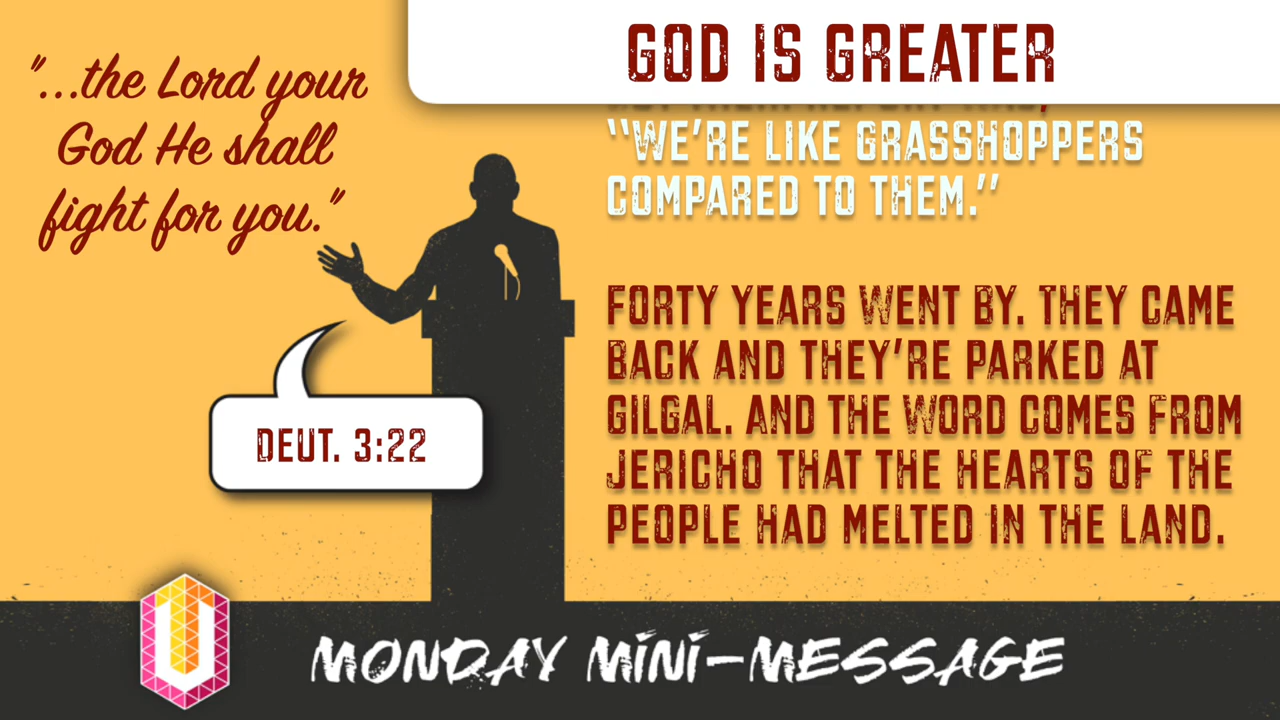 GOD IS GREATER
"...the Lord your
God He shall
fight for you."
DEUT. 3:22
"WE'RE LIKE GRASSHOPPERS
COMPARED TO THEM."
FORTY YEARS WENT BY. THEY CAME
BACK AND THEY'RE PARKED AT
GILGAL. AND THE WORD COMES FROM
JERICHO THAT THE HEARTS OF THE
PEOPLE HAD MELTED IN THE LAND.
U
MONDAY MINI-MESSAGE